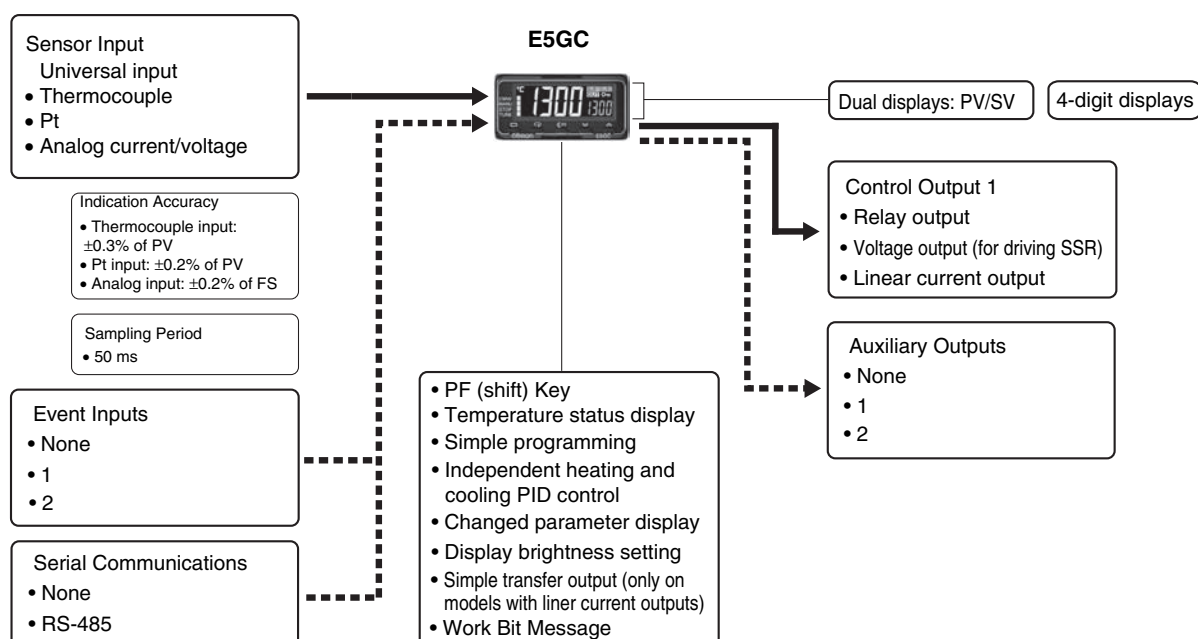 E5GC
Sensor Input
Universal input
• Thermocouple
• Pt
• Analog current/voltage
Indication Accuracy
• Thermocouple input:
±0.3% of PV
• Pt input: ±0.2% of PV
• Analog input: ±0.2% of FS
Sampling Period
• 50 ms
Event Inputs
• None
• 1
• 2
Serial Communications
• None
• RS-485
°C
1300
1300
OMRON
E5GC
• PF (shift) Key
• Temperature status display
• Simple programming
• Independent heating and
cooling PID control
• Changed parameter display
• Display brightness setting
• Simple transfer output (only on
models with liner current outputs)
• Work Bit Message
Dual displays: PV/SV
4-digit displays
Control Output 1
• Relay output
• Voltage output (for driving SSR)
• Linear current output
Auxiliary Outputs
• None
• 1
• 2